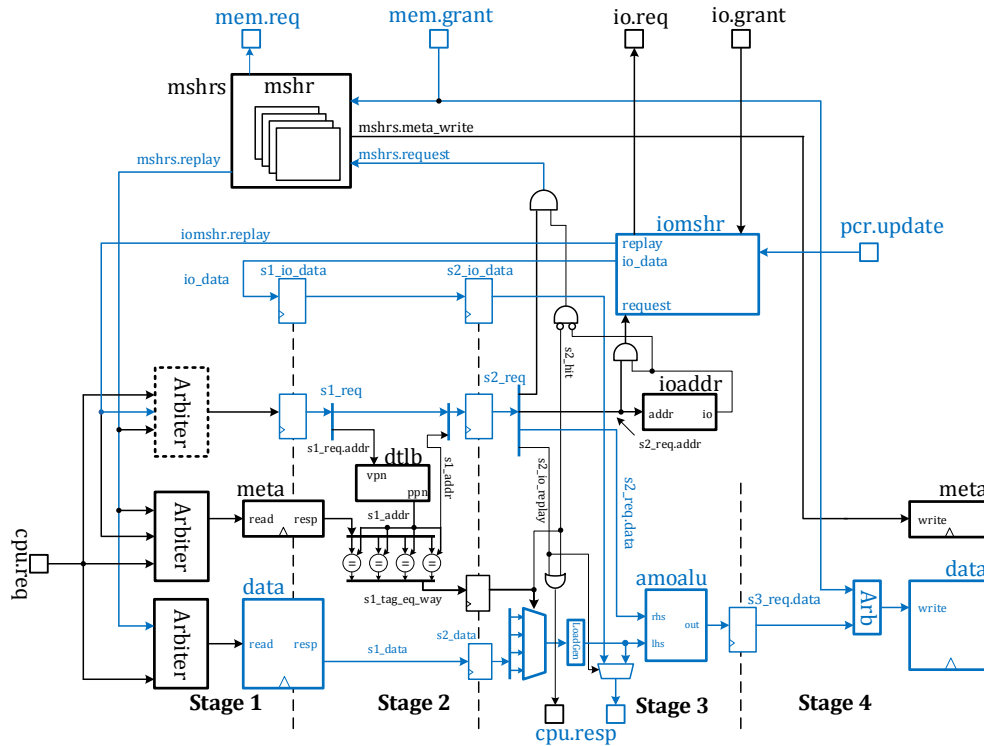 mem.req
mem.grant
io.req
io.grant
mshrs
mshr
mshrs.meta_write
mshrs.request
mshrs.replay
iomshr
pcr.update
iomshr.replay
replay
io_data
request
io_data
s1_io_data
s2_io_data
s2_hit
Arbiter
s1_req
s2_req
ioaddr
addr
io
s1_req.addr
dtlb
vpn
ppn
s1_addr
s2_req.addr
s2_io_replay
s2_req.data
meta
read
resp
s1_addr
Arbiter
= = = =
meta
write
cpu.req
s1_tag_eq_way
data
read
resp
Arbiter
s1_data
s2_data
LoadGen
amoalu
rhs
lhs
out
s3_req.data
Arb
data
write
Stage 1
Stage 2
Stage 3
Stage 4
cpu.resp